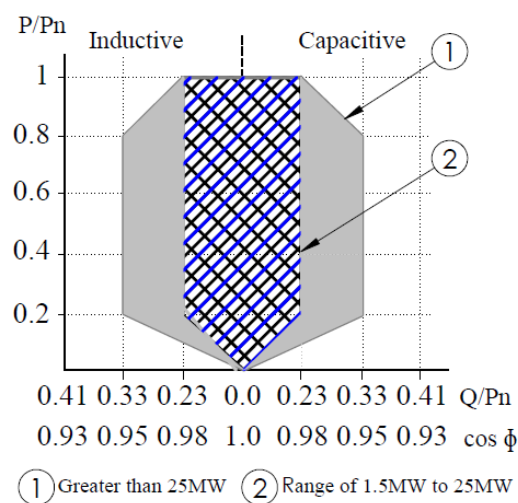 P/Pn
Inductive Capacitive
1
1
0.8
2
0.6
0.4
0.2
0.41 0.33 0.23 0.0 0.23 0.33 0.41 Q/Pn
0.93 0.95 0.98 1.0 0.98 0.95 0.93 cos ϕ
1 Greater than 25MW 2 Range of 1.5MW to 25MW